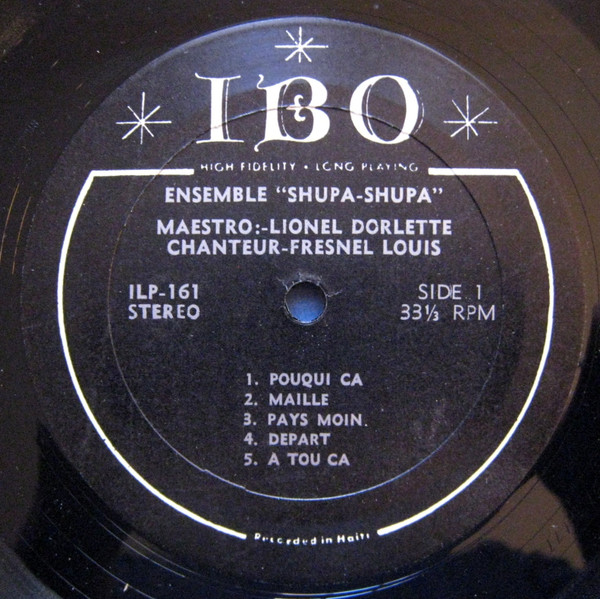 IBO
HIGH FIDELITY • LONG PLAYING
ENSEMBLE "SHUPA-SHUPA"
MAESTRO:-LIONEL DORLETTE
CHANTEUR-FRESNEL LOUIS
ILP-161
STEREO
SIDE 1
33⅓ RPM
1. POUQUI CA
2. MAILLE
3. PAYS MOIN.
4. DEPART
5. A TOU CA
Recorded in Haiti